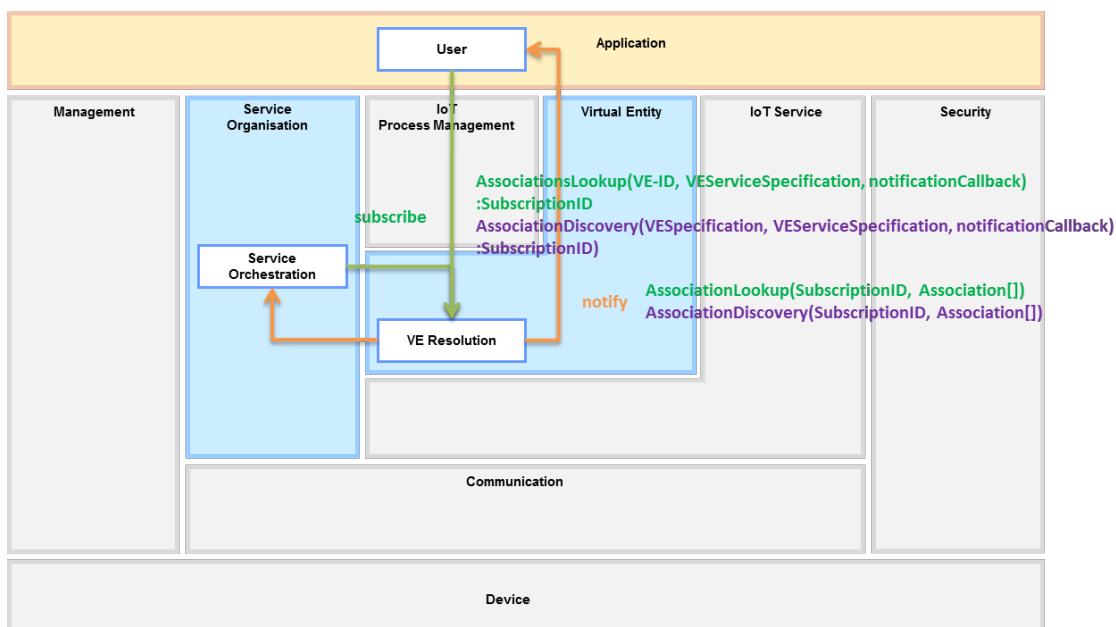 User
Application
Management
Service
Organisation
IoT
Process Management
Virtual Entity
IoT Service
Security
AssociationsLookup(VE-ID, VEServiceSpecification, notificationCallback)
:SubscriptionID
subscribe
AssociationDiscovery(VESpecification, VEServiceSpecification, notificationCallback)
:SubscriptionID)
Service
Orchestration
notify
AssociationLookup(SubscriptionID, Association[])
AssociationDiscovery(SubscriptionID, Association[])
VE Resolution
Communication
Device